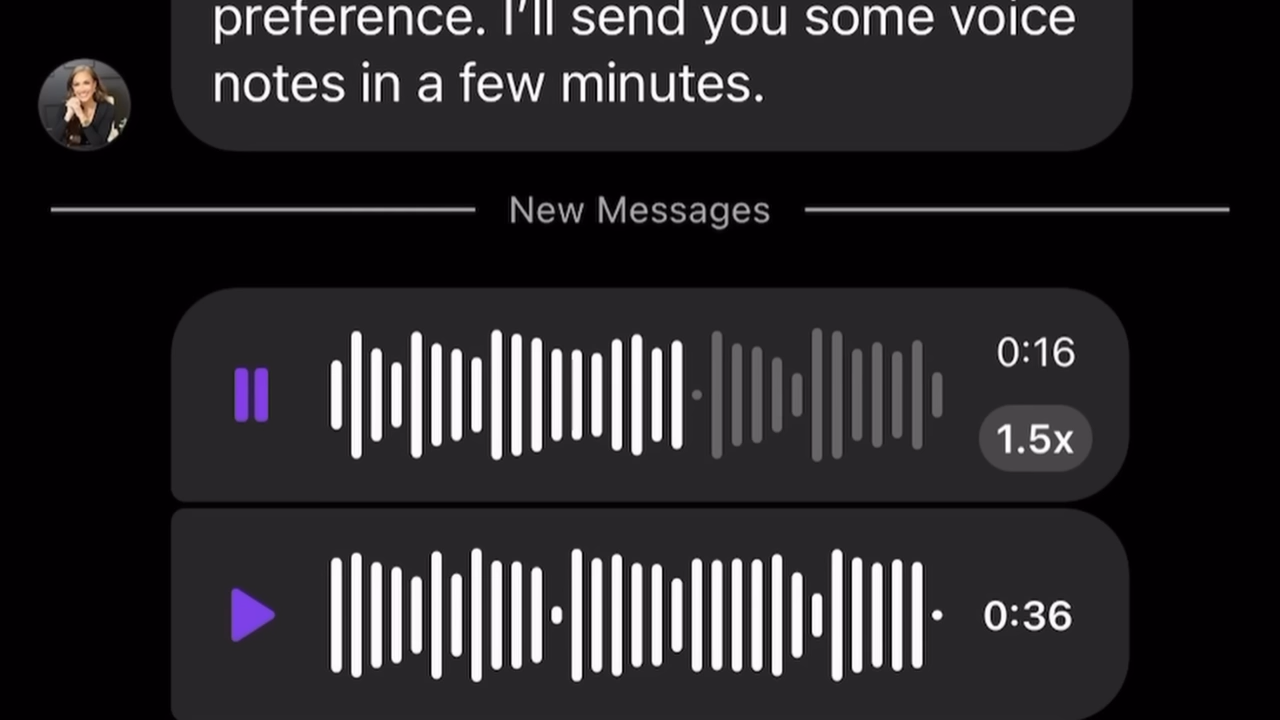 preference. I'll send you some voice
notes in a few minutes.
New Messages
0:16
1.5x
0:36